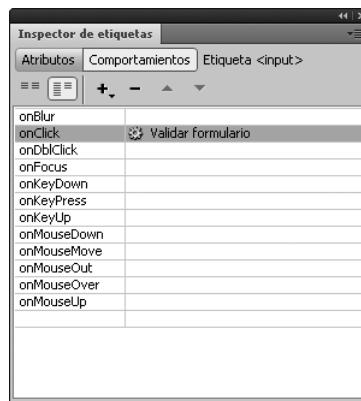 Inspector de etiquetas
Atributos Comportamientos Etiqueta <input>
onBlur
onClick Validar formulario
onDblClick
onFocus
onKeyDown
onKeyPress
onKeyUp
onMouseDown
onMouseMove
onMouseOut
onMouseOver
onMouseUp